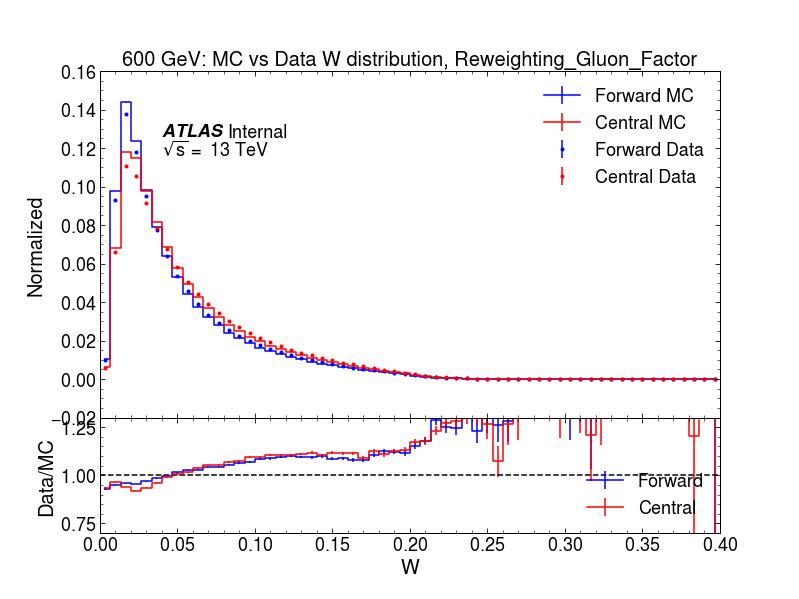 600 GeV: MC vs Data W distribution, Reweighting_Gluon_Factor
0.16
0.14
0.12
0.10
0.08
0.06
0.04
0.02
0.00
−0.02
Normalized
ATLAS Internal
√s = 13 TeV
Forward MC
Central MC
Forward Data
Central Data
1.25
1.00
0.75
Data/MC
Forward
Central
0.00 0.05 0.10 0.15 0.20 0.25 0.30 0.35 0.40
W